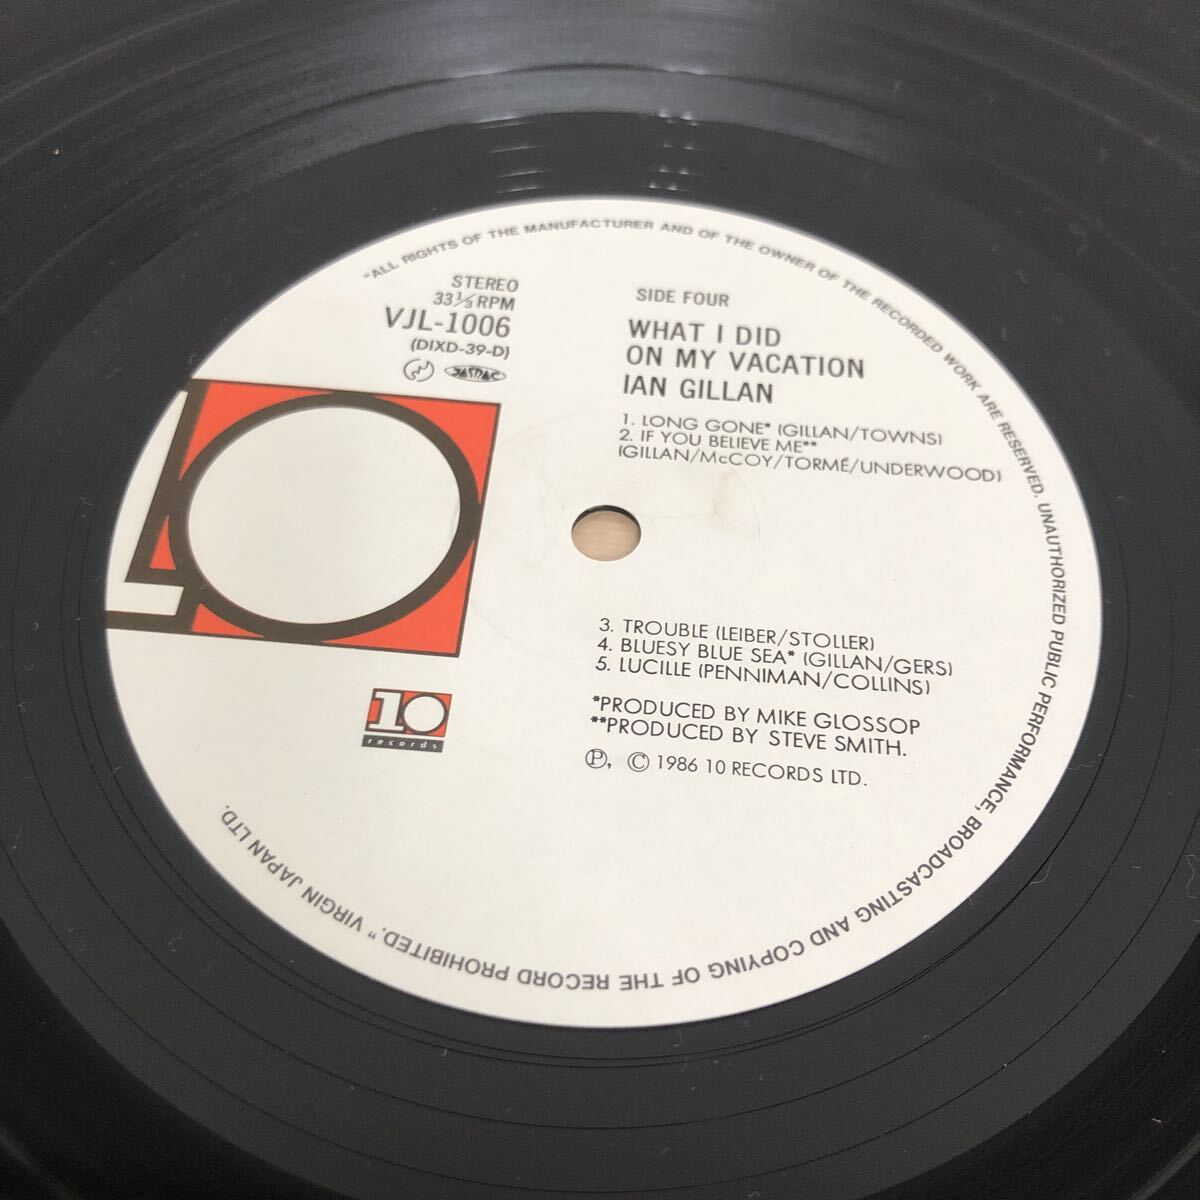 "ALL RIGHTS OF THE MANUFACTURER AND OF THE OWNER OF THE RECORDED WORK ARE RESERVED. UNAUTHORIZED PUBLIC PERFORMANCE, BROADCASTING AND COPYING OF THE RECORD PROHIBITED." VIRGIN JAPAN LTD.
STEREO
33⅓RPM
VJL-1006
(DIXD-39-D)
JASRAC
SIDE FOUR
WHAT I DID
ON MY VACATION
IAN GILLAN
1. LONG GONE* (GILLAN/TOWNS)
2. IF YOU BELIEVE ME**
(GILLAN/McCOY/TORMÉ/UNDERWOOD)
3. TROUBLE (LEIBER/STOLLER)
4. BLUESY BLUE SEA* (GILLAN/GERS)
5. LUCILLE (PENNIMAN/COLLINS)
*PRODUCED BY MIKE GLOSSOP
**PRODUCED BY STEVE SMITH.
Ⓟ, © 1986 10 RECORDS LTD.
10
10
records